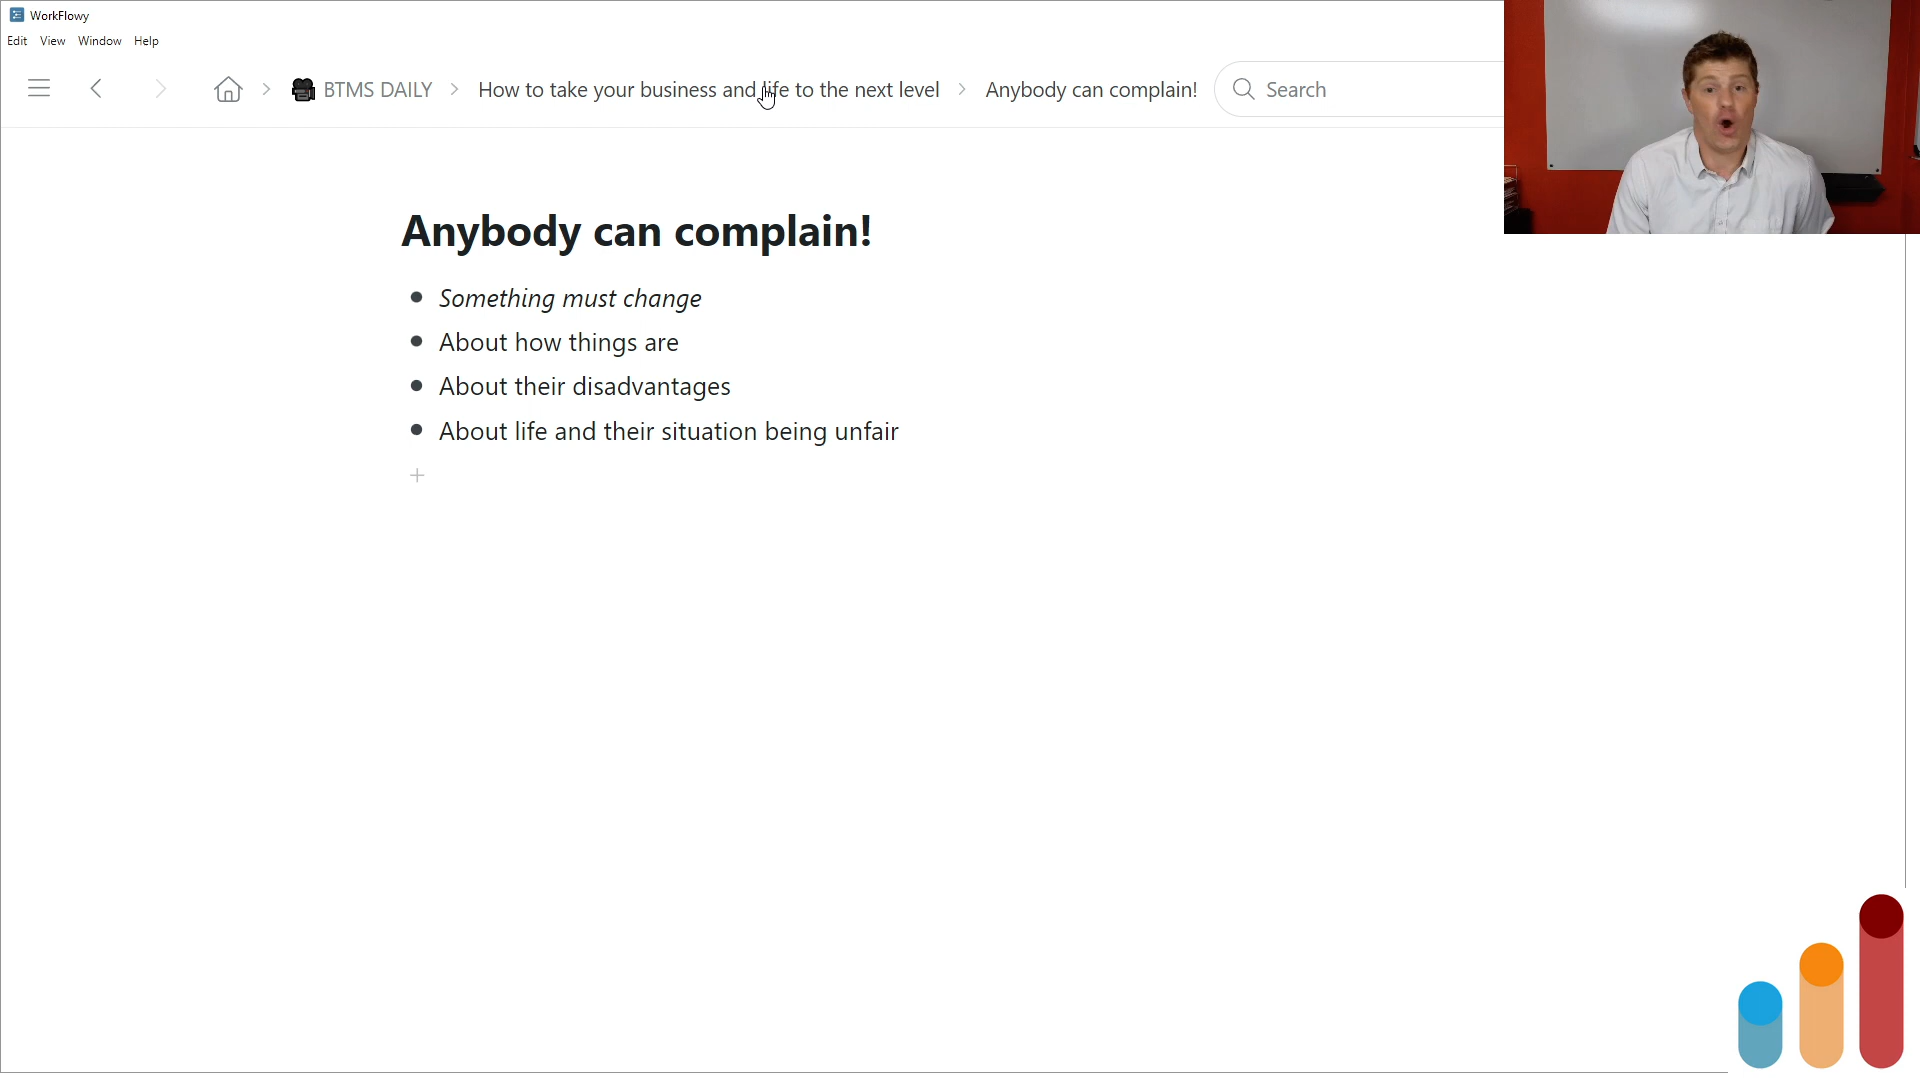 WorkFlowy
Edit View Window Help
BTMS DAILY > How to take your business and life to the next level > Anybody can complain! Search
Anybody can complain!
Something must change
About how things are
About their disadvantages
About life and their situation being unfair